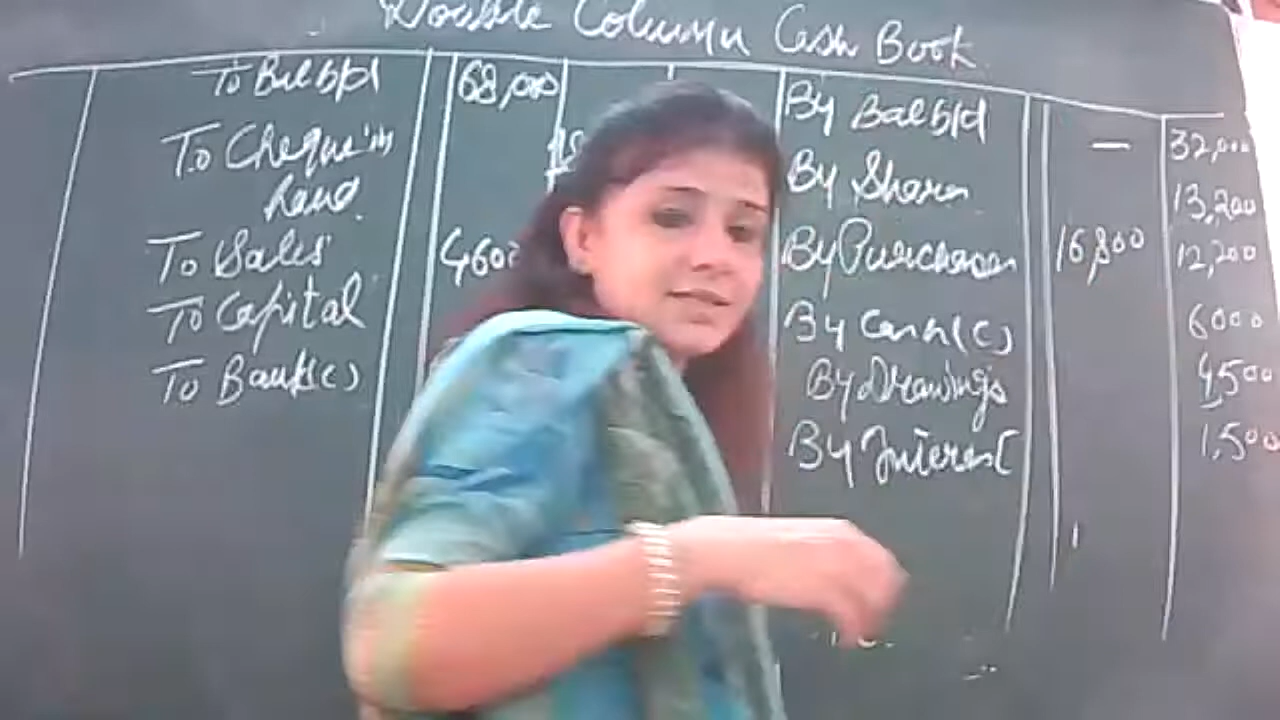 Double Column Cash Book
To Bal b/d 68,000
To Cheque in
hand
To Sales 4600
To Capital
To Bank (c)
By Bal b/d — 32,000
By Shares 13,200
By Purchases 16,800 12,200
By Cash (c) 6000
By Drawings 4,500
By Interest 1,500